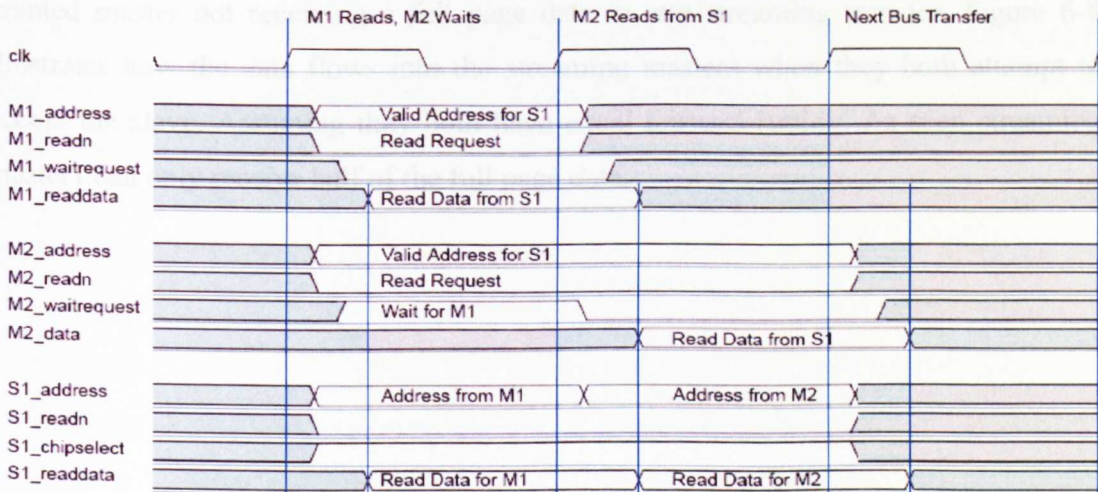 M1 Reads, M2 Waits M2 Reads from S1 Next Bus Transfer
clk
M1_address Valid Address for S1
M1_readn Read Request
M1_waitrequest
M1_readdata Read Data from S1
M2_address Valid Address for S1
M2_readn Read Request
M2_waitrequest Wait for M1
M2_data Read Data from S1
S1_address Address from M1 Address from M2
S1_readn
S1_chipselect
S1_readdata Read Data for M1 Read Data for M2